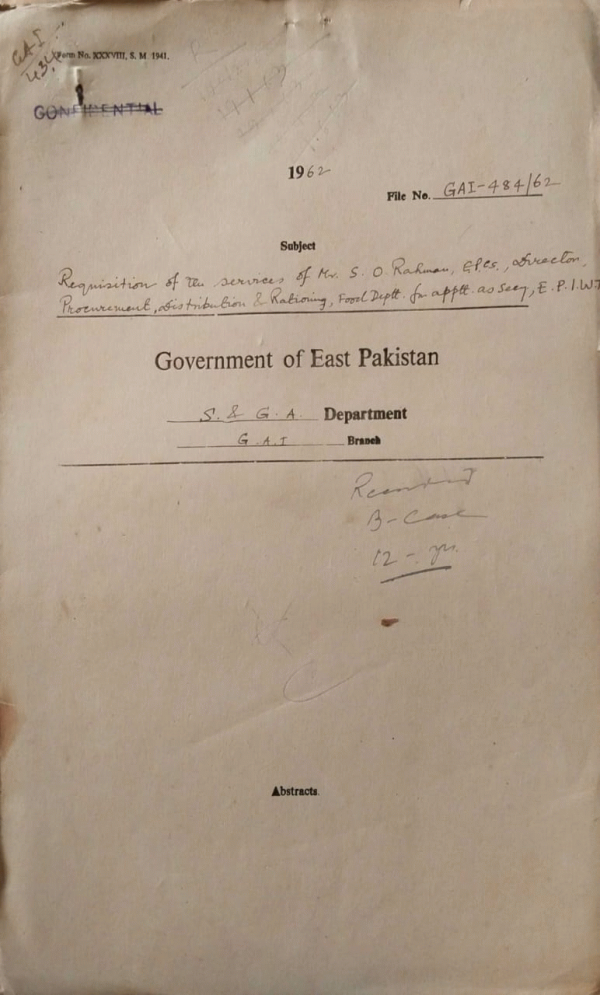 GAI
Form No. XXXVIII, S. M. 1941.
CONFIDENTIAL
1962
File No. GAI-484/62
Subject
Requisition of the services of Mr. S. O. Rahman, E.P.C.S., Director,
Procurement, Distribution & Rationing, Food Deptt. for apptt. as Secy, E.P.I.W.T
Government of East Pakistan
S. & G. A. Department
G.A.I Branch
B-Case
12-yrs.
Abstracts.